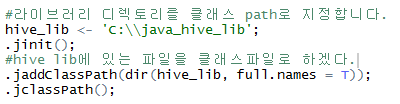 #라이브러리 디렉토리를 클래스 path로 지정합니다.
hive_lib <- 'C:\\java_hive_lib';
.jinit();
#hive lib에 있는 파일을 클래스파일로 하겠다.
.jaddClassPath(dir(hive_lib, full.names = T));
.jclassPath();